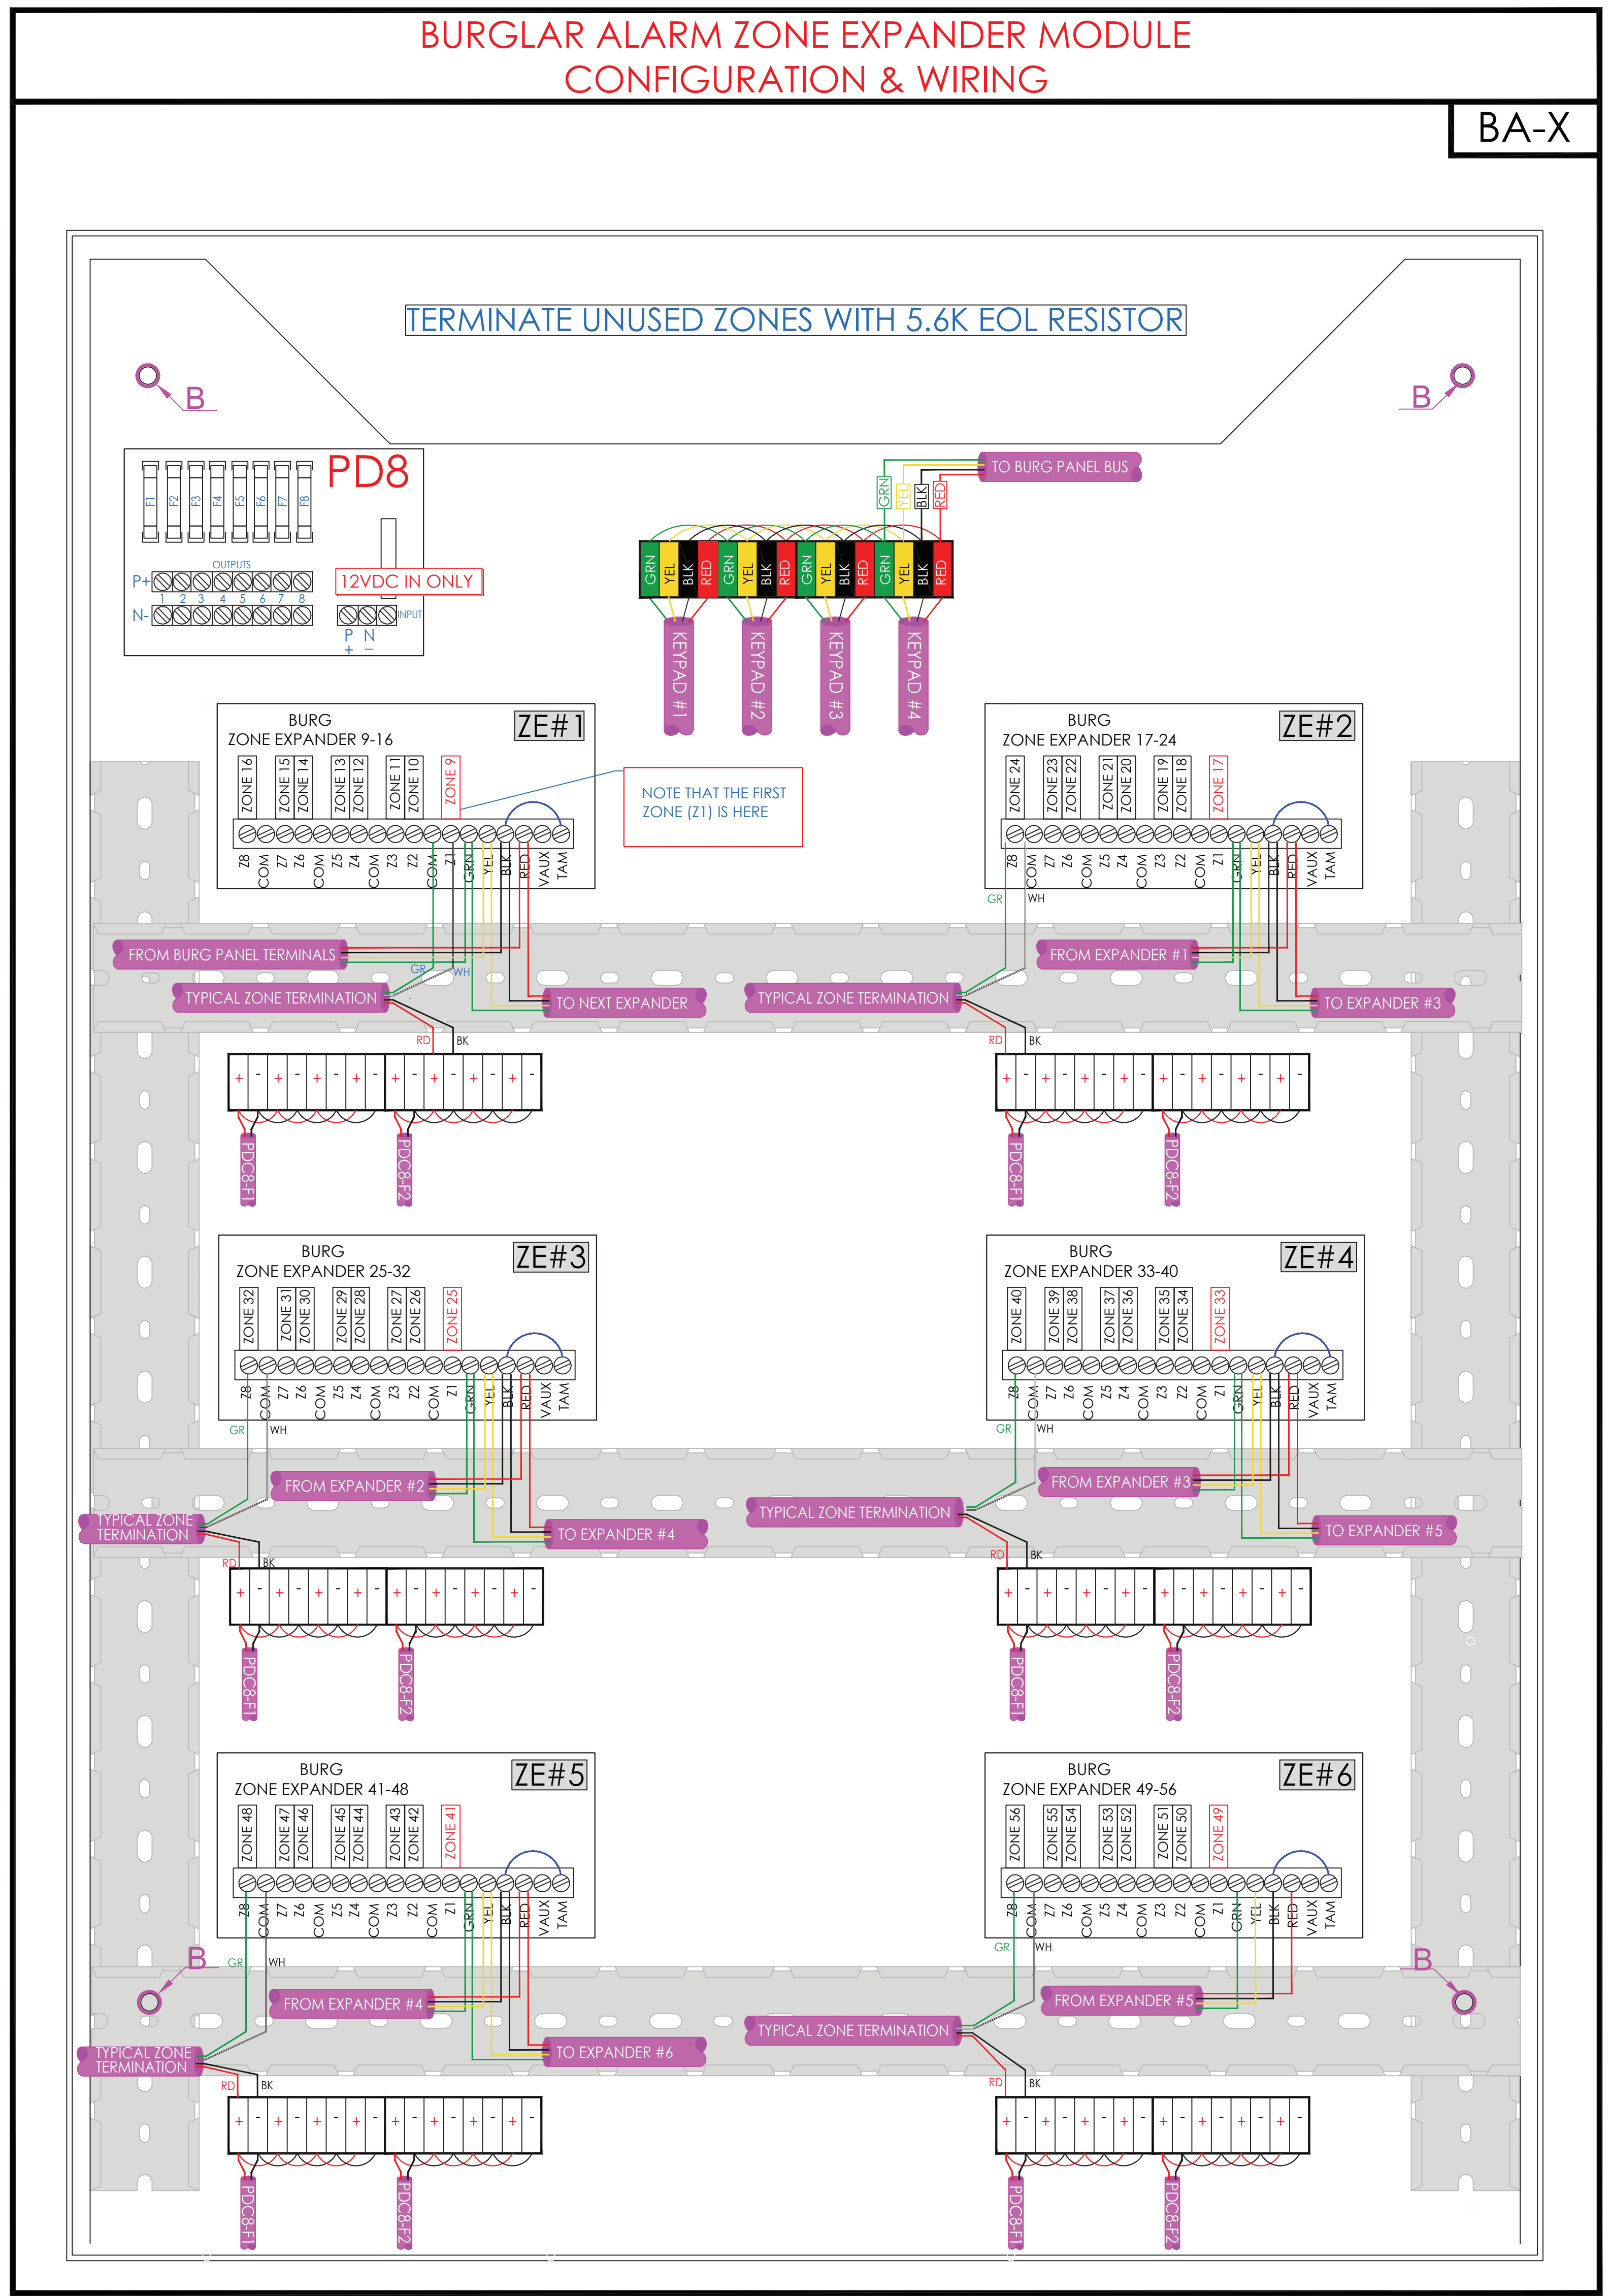 BURGLAR ALARM ZONE EXPANDER MODULE
CONFIGURATION & WIRING
BA-X
TERMINATE UNUSED ZONES WITH 5.6K EOL RESISTOR
B
B
PD8
F1 F2 F3 F4 F5 F6 F7 F8
OUTPUTS
P+
1 2 3 4 5 6 7 8
N-
12VDC IN ONLY
INPUT
P N
+ −
TO BURG PANEL BUS
GRN YEL BLK RED
GRN YEL BLK RED GRN YEL BLK RED GRN YEL BLK RED GRN YEL BLK RED
KEYPAD #1 KEYPAD #2 KEYPAD #3 KEYPAD #4
BURG
ZONE EXPANDER 9-16
ZE#1
ZONE 16 ZONE 15 ZONE 14 ZONE 13 ZONE 12 ZONE 11 ZONE 10 ZONE 9
Z8 COM Z7 Z6 COM Z5 Z4 COM Z3 Z2 COM Z1 GRN YEL BLK RED VAUX TAM
NOTE THAT THE FIRST
ZONE (Z1) IS HERE
BURG
ZONE EXPANDER 17-24
ZE#2
ZONE 24 ZONE 23 ZONE 22 ZONE 21 ZONE 20 ZONE 19 ZONE 18 ZONE 17
Z8 COM Z7 Z6 COM Z5 Z4 COM Z3 Z2 COM Z1 GRN YEL BLK RED VAUX TAM
GR WH
FROM BURG PANEL TERMINALS
GR WH
TYPICAL ZONE TERMINATION
TO NEXT EXPANDER
RD BK
+ - + - + - + - + - + - + - + -
PDC8-F1 PDC8-F2
FROM EXPANDER #1
TYPICAL ZONE TERMINATION
TO EXPANDER #3
RD BK
+ - + - + - + - + - + - + - + -
PDC8-F1 PDC8-F2
BURG
ZONE EXPANDER 25-32
ZE#3
ZONE 32 ZONE 31 ZONE 30 ZONE 29 ZONE 28 ZONE 27 ZONE 26 ZONE 25
Z8 COM Z7 Z6 COM Z5 Z4 COM Z3 Z2 COM Z1 GRN YEL BLK RED VAUX TAM
GR WH
FROM EXPANDER #2
TYPICAL ZONE
TERMINATION
TO EXPANDER #4
RD BK
+ - + - + - + - + - + - + - + -
PDC8-F1 PDC8-F2
BURG
ZONE EXPANDER 33-40
ZE#4
ZONE 40 ZONE 39 ZONE 38 ZONE 37 ZONE 36 ZONE 35 ZONE 34 ZONE 33
Z8 COM Z7 Z6 COM Z5 Z4 COM Z3 Z2 COM Z1 GRN YEL BLK RED VAUX TAM
GR WH
FROM EXPANDER #3
TYPICAL ZONE TERMINATION
TO EXPANDER #5
RD BK
+ - + - + - + - + - + - + - + -
PDC8-F1 PDC8-F2
BURG
ZONE EXPANDER 41-48
ZE#5
ZONE 48 ZONE 47 ZONE 46 ZONE 45 ZONE 44 ZONE 43 ZONE 42 ZONE 41
Z8 COM Z7 Z6 COM Z5 Z4 COM Z3 Z2 COM Z1 GRN YEL BLK RED VAUX TAM
B
GR WH
FROM EXPANDER #4
TYPICAL ZONE
TERMINATION
TO EXPANDER #6
RD BK
+ - + - + - + - + - + - + - + -
PDC8-F1 PDC8-F2
BURG
ZONE EXPANDER 49-56
ZE#6
ZONE 56 ZONE 55 ZONE 54 ZONE 53 ZONE 52 ZONE 51 ZONE 50 ZONE 49
Z8 COM Z7 Z6 COM Z5 Z4 COM Z3 Z2 COM Z1 GRN YEL BLK RED VAUX TAM
GR WH
B
FROM EXPANDER #5
TYPICAL ZONE TERMINATION
RD BK
+ - + - + - + - + - + - + - + -
PDC8-F1 PDC8-F2